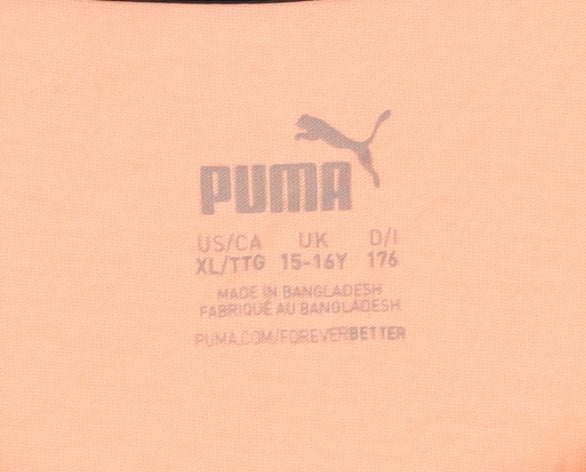 PUMA
US/CA UK D/I
XL/TTG 15-16Y 176
MADE IN BANGLADESH
FABRIQUÉ AU BANGLADESH
PUMA.COM/FOREVERBETTER